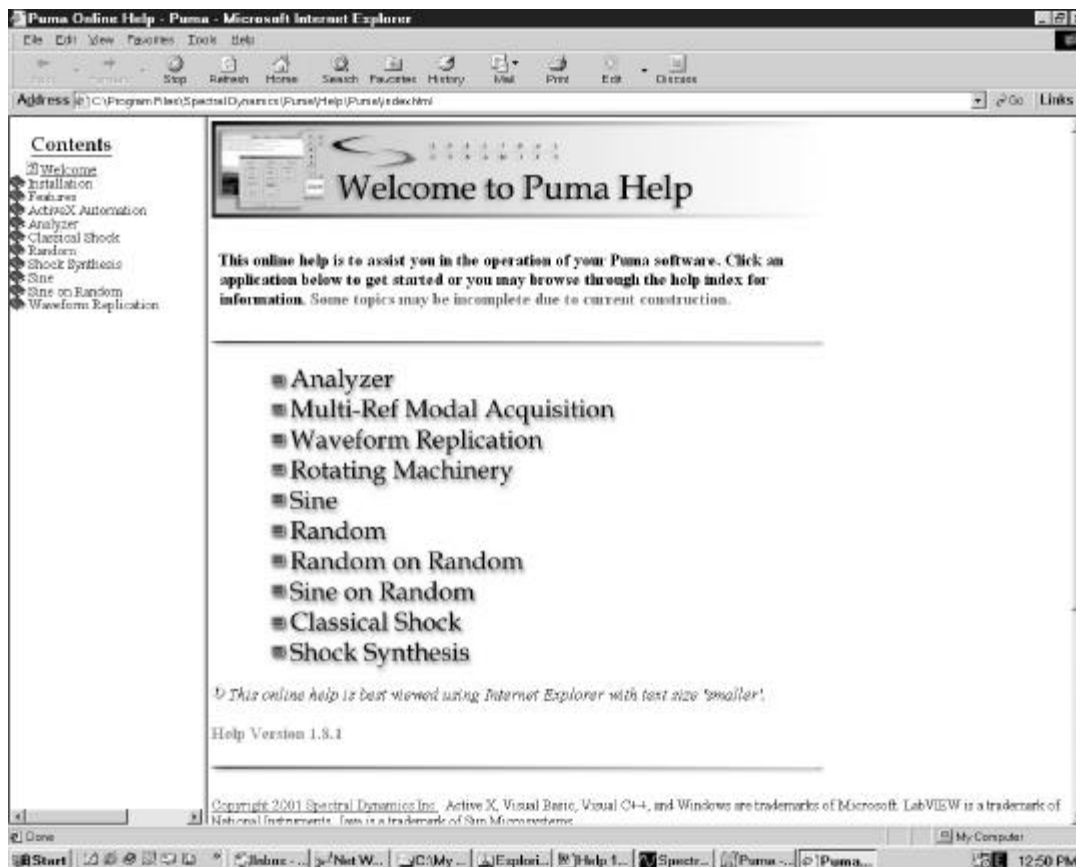 Puma Online Help - Puma - Microsoft Internet Explorer
File Edit View Favorites Tools Help
Stop Refresh Home Search Favorites History Mail Print Edit Discuss
Address C:\Program Files\Spectral Dynamics\Puma\Help\Puma\index.html Go Links
Contents
Welcome
Installation
Features
ActiveX Automation
Analyzer
Classical Shock
Random
Shock Synthesis
Sine
Sine on Random
Waveform Replication
Welcome to Puma Help
This online help is to assist you in the operation of your Puma software. Click an
application below to get started or you may browse through the help index for
information. Some topics may be incomplete due to current construction.
Analyzer
Multi-Ref Modal Acquisition
Waveform Replication
Rotating Machinery
Sine
Random
Random on Random
Sine on Random
Classical Shock
Shock Synthesis
This online help is best viewed using Internet Explorer with text size 'smaller'.
Help Version 1.8.1
Copyright 2001 Spectral Dynamics Inc. Active X, Visual Basic, Visual C++, and Windows are trademarks of Microsoft. LabVIEW is a trademark of
National Instruments. Java is a trademark of Sun Microsystems.
Done My Computer
Start Inbox - ... Net W... C:\My ... Explori... Help 1... Spectr... Puma -... Puma... 12:50 PM